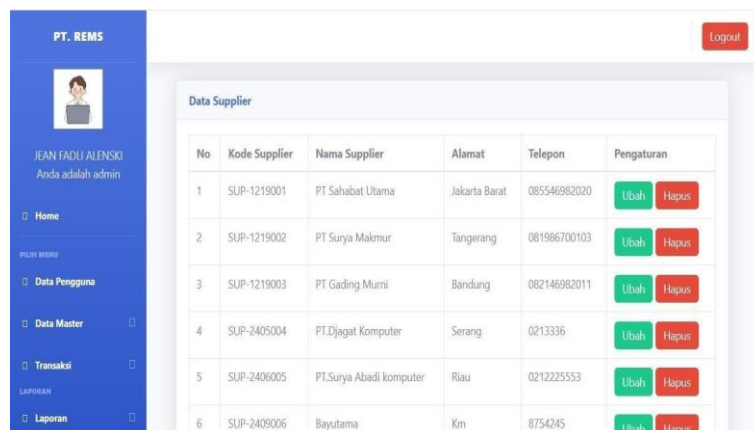 PT. REMS
Logout
JEAN FADLI ALENSKI
Anda adalah admin
Home
PILIH MENU
Data Pengguna
Data Master
Transaksi
LAPORAN
Laporan
Data Supplier
No Kode Supplier Nama Supplier Alamat Telepon Pengaturan
1 SUP-1219001 PT Sahabat Utama Jakarta Barat 085546982020 Ubah Hapus
2 SUP-1219002 PT Surya Makmur Tangerang 081986700103 Ubah Hapus
3 SUP-1219003 PT Gading Murni Bandung 082146982011 Ubah Hapus
4 SUP-2405004 PT.Djagat Komputer Serang 0213336 Ubah Hapus
5 SUP-2406005 PT.Surya Abadi komputer Riau 0212225553 Ubah Hapus
6 SUP-2409006 Bayutama Km 8754245 Ubah Hapus